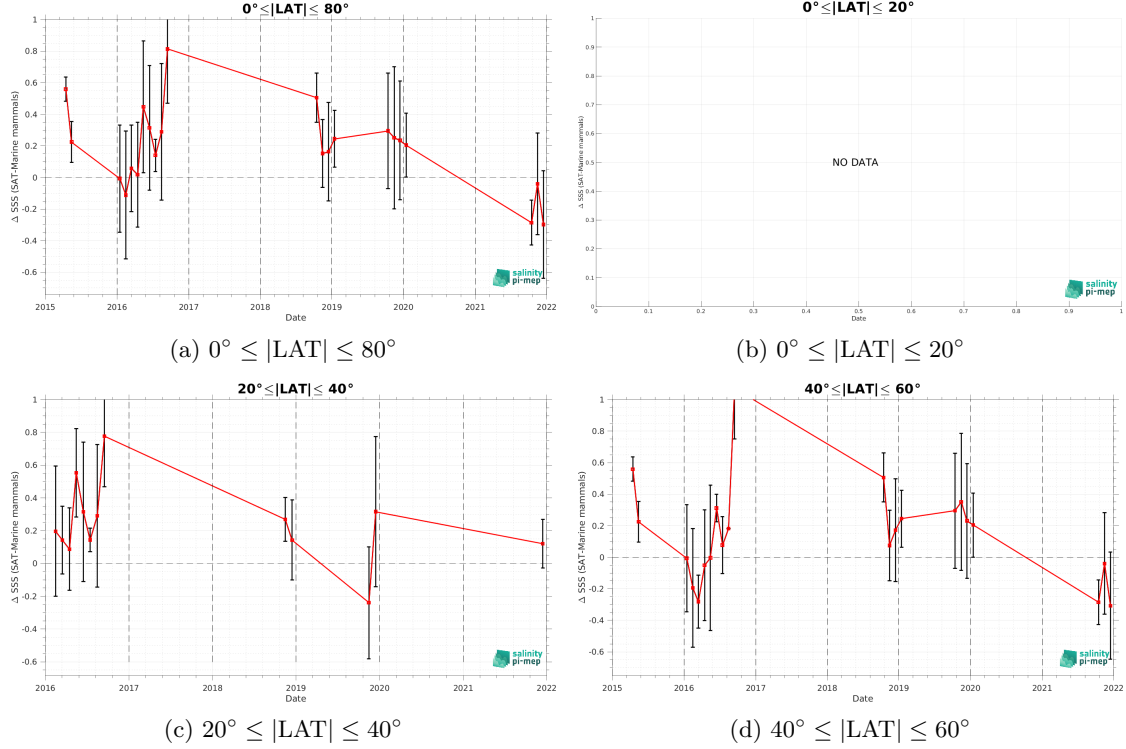 0°≤|LAT|≤ 80°
Δ SSS (SAT-Marine mammals)
1
0.8
0.6
0.4
0.2
0
-0.2
-0.4
-0.6
2015 2016 2017 2018 2019 2020 2021 2022
Date
salinity
pi-mep
(a) 0° ≤ |LAT| ≤ 80°
0°≤|LAT|≤ 20°
Δ SSS (SAT-Marine mammals)
1
0.9
0.8
0.7
0.6
0.5
0.4
0.3
0.2
0.1
0
NO DATA
0 0.1 0.2 0.3 0.4 0.5 0.6 0.7 0.8 0.9 1
Date
salinity
pi-mep
(b) 0° ≤ |LAT| ≤ 20°
20°≤|LAT|≤ 40°
Δ SSS (SAT-Marine mammals)
1
0.8
0.6
0.4
0.2
0
-0.2
-0.4
-0.6
2016 2017 2018 2019 2020 2021 2022
Date
salinity
pi-mep
(c) 20° ≤ |LAT| ≤ 40°
40°≤|LAT|≤ 60°
Δ SSS (SAT-Marine mammals)
1
0.8
0.6
0.4
0.2
0
-0.2
-0.4
-0.6
2015 2016 2017 2018 2019 2020 2021 2022
Date
salinity
pi-mep
(d) 40° ≤ |LAT| ≤ 60°